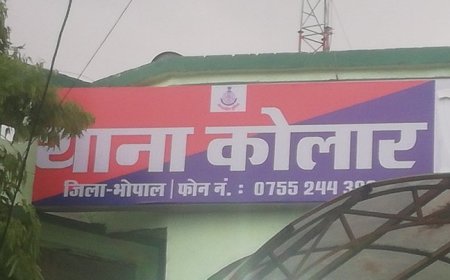 थाना कोलार
जिला-भोपाल | फोन नं. : 0755 244